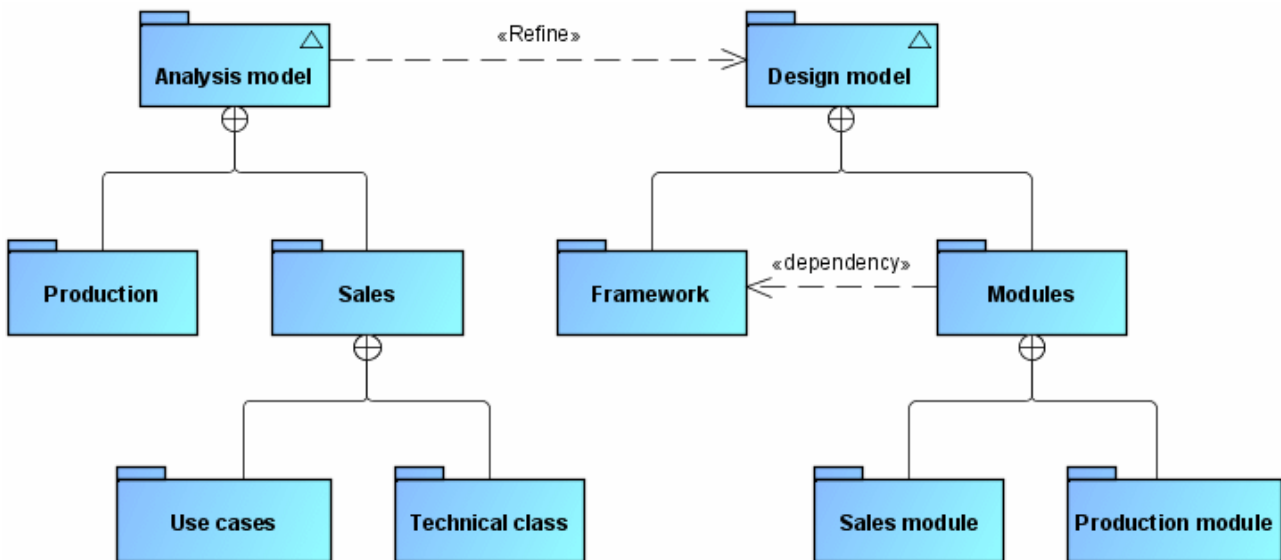 «Refine»
Analysis model
Design model
«dependency»
Production
Sales
Framework
Modules
Use cases
Technical class
Sales module
Production module